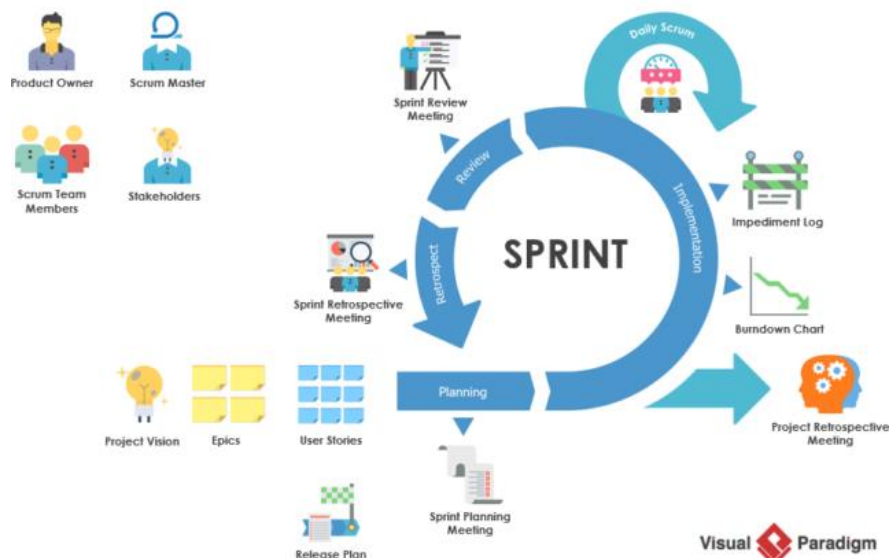 Product Owner
Scrum Master
Scrum Team
Members
Stakeholders
Sprint Review
Meeting
Daily Scrum
Review
Implementation
Impediment Log
SPRINT
Retrospect
Sprint Retrospective
Meeting
Burndown Chart
Planning
Project Vision
Epics
User Stories
Project Retrospective
Meeting
Sprint Planning
Meeting
Release Plan
Visual Paradigm